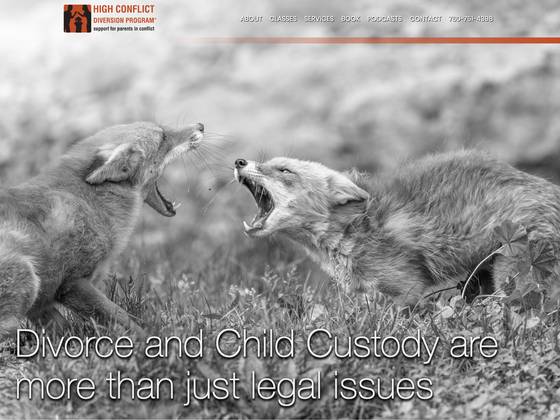 HIGH CONFLICT
DIVERSION PROGRAM®
support for parents in conflict
ABOUT CLASSES SERVICES BOOK PODCASTS CONTACT 760-751-4388
Divorce and Child Custody are
more than just legal issues